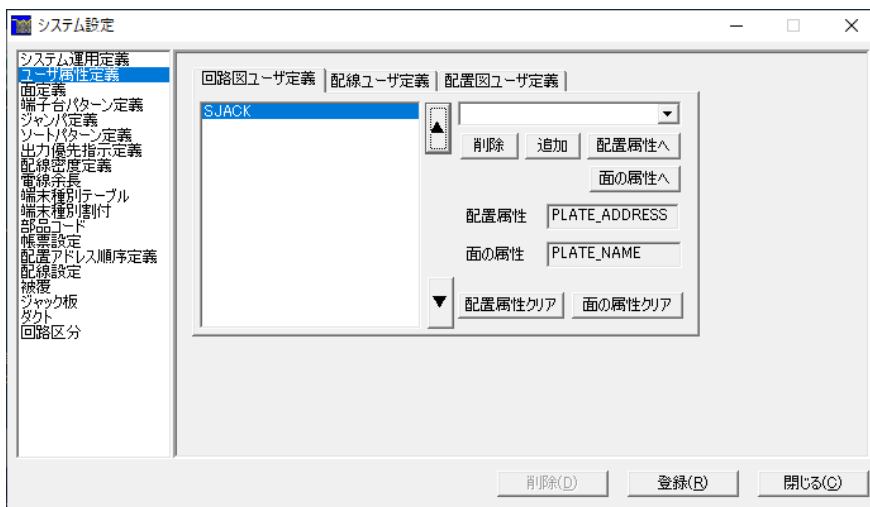 システム設定
システム運用定義
ユーザ属性定義
面定義
端子台パターン定義
ジャンパ定義
ソートパターン定義
出力優先指示定義
配線密度定義
電線余長
端末種別テーブル
端末種別割付
部品コード
帳票設定
配置アドレス順序定義
配線設定
被覆
ジャック板
ダクト
回路区分
回路図ユーザ定義 配線ユーザ定義 配置図ユーザ定義
SJACK
削除 追加 配置属性へ
面の属性へ
配置属性 PLATE_ADDRESS
面の属性 PLATE_NAME
配置属性クリア 面の属性クリア
削除(D) 登録(R) 閉じる(C)